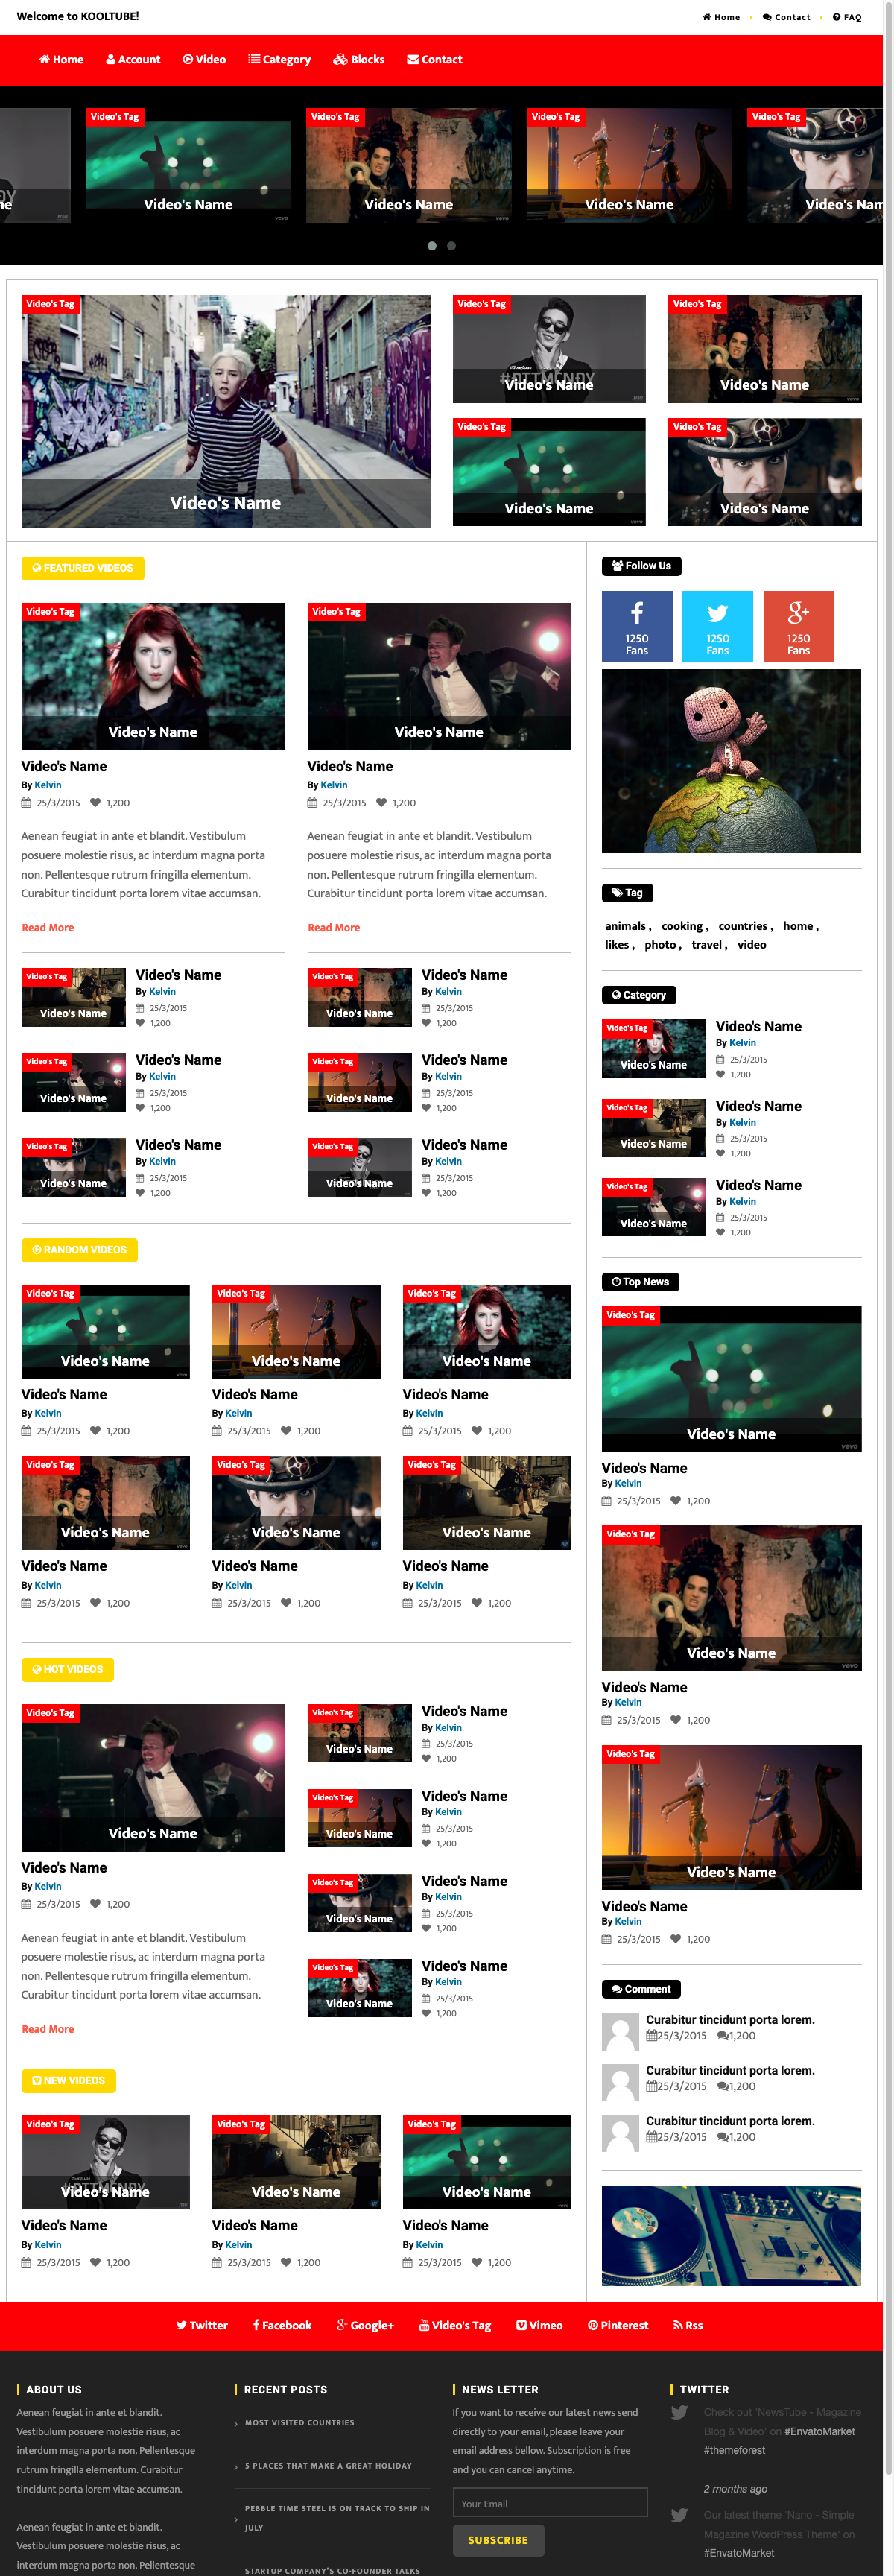 Welcome to KOOLTUBE!
Home • Contact • FAQ
Home Account Video Category Blocks Contact
Video's Tag Video's Tag Video's Tag Video's Tag
ne Video's Name Video's Name Video's Name Video's Nam
Video's Tag
Video's Name
Video's Tag Video's Tag
Video's Name Video's Name
Video's Tag Video's Tag
Video's Name Video's Name
FEATURED VIDEOS
Video's Tag Video's Tag
Video's Name Video's Name
Video's Name
By Kelvin
25/3/2015 1,200
Aenean feugiat in ante et blandit. Vestibulum
posuere molestie risus, ac interdum magna porta
non. Pellentesque rutrum fringilla elementum.
Curabitur tincidunt porta lorem vitae accumsan.
Read More
Video's Name
By Kelvin
25/3/2015 1,200
Aenean feugiat in ante et blandit. Vestibulum
posuere molestie risus, ac interdum magna porta
non. Pellentesque rutrum fringilla elementum.
Curabitur tincidunt porta lorem vitae accumsan.
Read More
Video's Tag
Video's Name
Video's Name
By Kelvin
25/3/2015
1,200
Video's Tag
Video's Name
Video's Name
By Kelvin
25/3/2015
1,200
Video's Tag
Video's Name
Video's Name
By Kelvin
25/3/2015
1,200
Video's Tag
Video's Name
Video's Name
By Kelvin
25/3/2015
1,200
Video's Tag
Video's Name
Video's Name
By Kelvin
25/3/2015
1,200
Video's Tag
Video's Name
Video's Name
By Kelvin
25/3/2015
1,200
RANDOM VIDEOS
Video's Tag Video's Tag Video's Tag
Video's Name Video's Name Video's Name
Video's Name Video's Name Video's Name
By Kelvin By Kelvin By Kelvin
25/3/2015 1,200 25/3/2015 1,200 25/3/2015 1,200
Video's Tag Video's Tag Video's Tag
Video's Name Video's Name Video's Name
Video's Name Video's Name Video's Name
By Kelvin By Kelvin By Kelvin
25/3/2015 1,200 25/3/2015 1,200 25/3/2015 1,200
HOT VIDEOS
Video's Tag
Video's Name
Video's Name
By Kelvin
25/3/2015 1,200
Aenean feugiat in ante et blandit. Vestibulum
posuere molestie risus, ac interdum magna porta
non. Pellentesque rutrum fringilla elementum.
Curabitur tincidunt porta lorem vitae accumsan.
Read More
Video's Tag
Video's Name
Video's Name
By Kelvin
25/3/2015
1,200
Video's Tag
Video's Name
Video's Name
By Kelvin
25/3/2015
1,200
Video's Tag
Video's Name
Video's Name
By Kelvin
25/3/2015
1,200
Video's Tag
Video's Name
Video's Name
By Kelvin
25/3/2015
1,200
NEW VIDEOS
Video's Tag Video's Tag Video's Tag
Video's Name Video's Name Video's Name
Video's Name Video's Name Video's Name
By Kelvin By Kelvin By Kelvin
25/3/2015 1,200 25/3/2015 1,200 25/3/2015 1,200
Follow Us
1250 1250 1250
Fans Fans Fans
Tag
animals , cooking , countries , home ,
likes , photo , travel , video
Category
Video's Tag
Video's Name
Video's Name
By Kelvin
25/3/2015
1,200
Video's Tag
Video's Name
Video's Name
By Kelvin
25/3/2015
1,200
Video's Tag
Video's Name
Video's Name
By Kelvin
25/3/2015
1,200
Top News
Video's Tag
Video's Name
vevo
Video's Name
By Kelvin
25/3/2015 1,200
Video's Tag
Video's Name
vevo
Video's Name
By Kelvin
25/3/2015 1,200
Video's Tag
Video's Name
Video's Name
By Kelvin
25/3/2015 1,200
Comment
Curabitur tincidunt porta lorem.
25/3/2015 1,200
Curabitur tincidunt porta lorem.
25/3/2015 1,200
Curabitur tincidunt porta lorem.
25/3/2015 1,200
Twitter Facebook Google+ Video's Tag Vimeo Pinterest Rss
ABOUT US
Aenean feugiat in ante et blandit.
Vestibulum posuere molestie risus, ac
interdum magna porta non. Pellentesque
rutrum fringilla elementum. Curabitur
tincidunt porta lorem vitae accumsan.
Aenean feugiat in ante et blandit.
Vestibulum posuere molestie risus, ac
interdum magna porta non. Pellentesque
RECENT POSTS
MOST VISITED COUNTRIES
5 PLACES THAT MAKE A GREAT HOLIDAY
PEBBLE TIME STEEL IS ON TRACK TO SHIP IN
JULY
STARTUP COMPANY'S CO-FOUNDER TALKS
NEWS LETTER
If you want to receive our latest news send
directly to your email, please leave your
email address bellow. Subscription is free
and you can cancel anytime.
Your Email
SUBSCRIBE
TWITTER
Check out 'NewsTube - Magazine
Blog & Video' on #EnvatoMarket
#themeforest
2 months ago
Our latest theme 'Nano - Simple
Magazine WordPress Theme' on
#EnvatoMarket